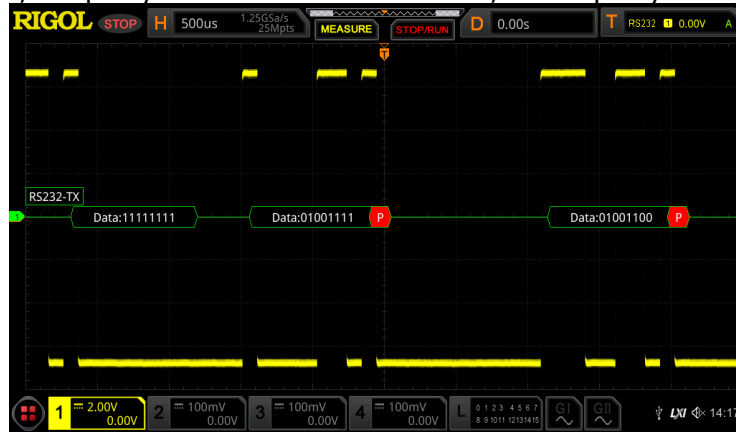 RIGOL STOP H 500us 1.25GSa/s 25Mpts MEASURE STOP/RUN D 0.00s T RS232 1 0.00V A
T
RS232-TX
1 Data:11111111 Data:01001111 P Data:01001100 P
1 2.00V 0.00V 2 100mV 0.00V 3 100mV 0.00V 4 100mV 0.00V L 0 1 2 3 4 5 6 7 8 9 10 11 12 13 14 15 GI GII LXI 14:17